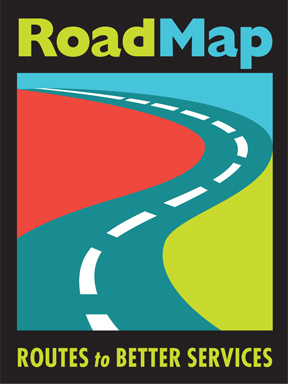 RoadMap
ROUTES to BETTER SERVICES